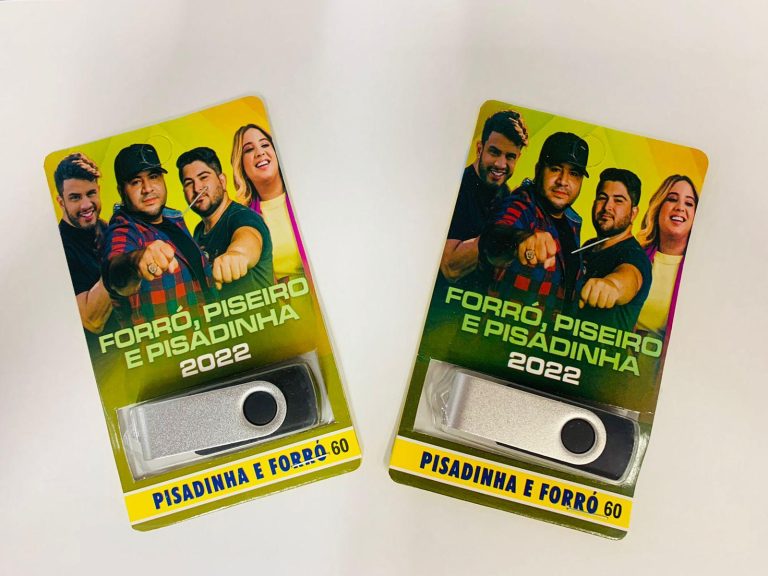 FORRÓ, PISEIRO
E PISADINHA
2022
PISADINHA E FORRÓ 60
FORRÓ, PISEIRO
E PISADINHA
2022
PISADINHA E FORRÓ 60